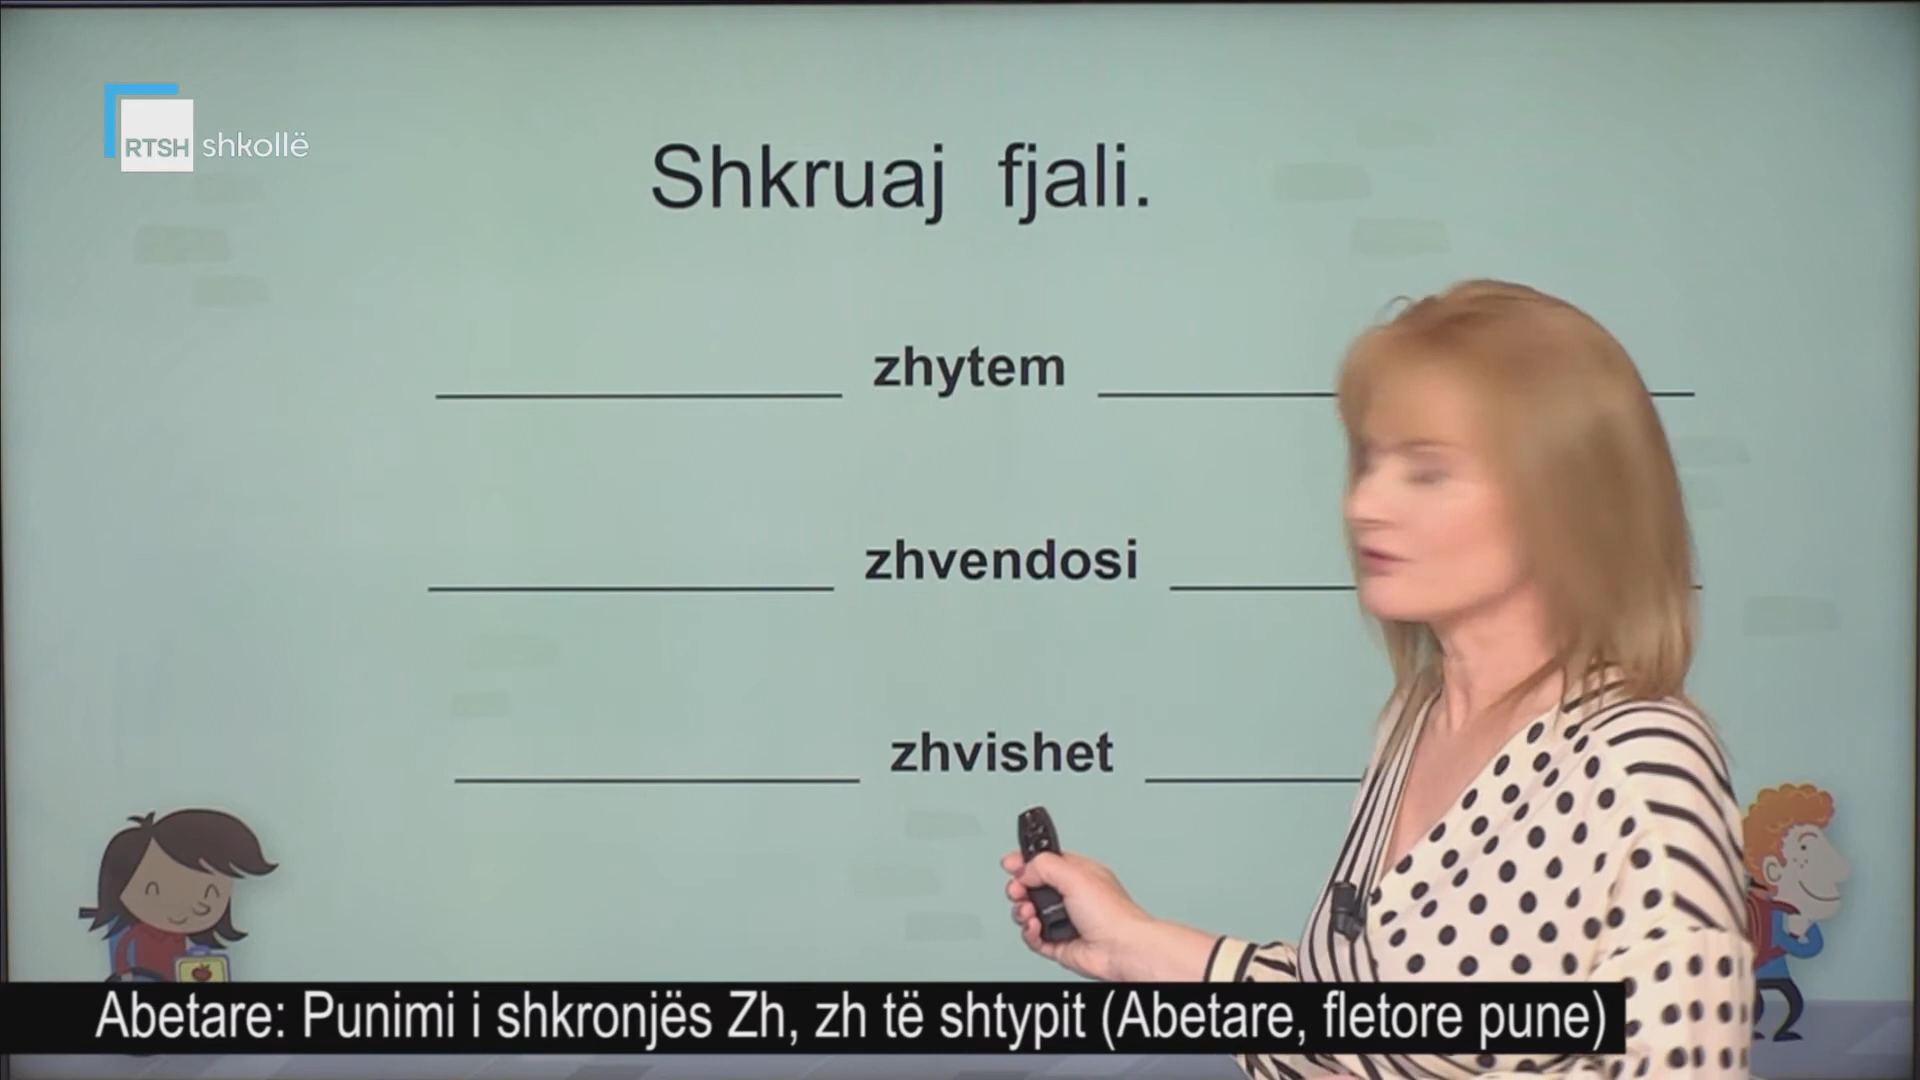 RTSH shkollë
Shkruaj fjali.
zhytem
zhvendosi
zhvishet
Abetare: Punimi i shkronjës Zh, zh të shtypit (Abetare, fletore pune)